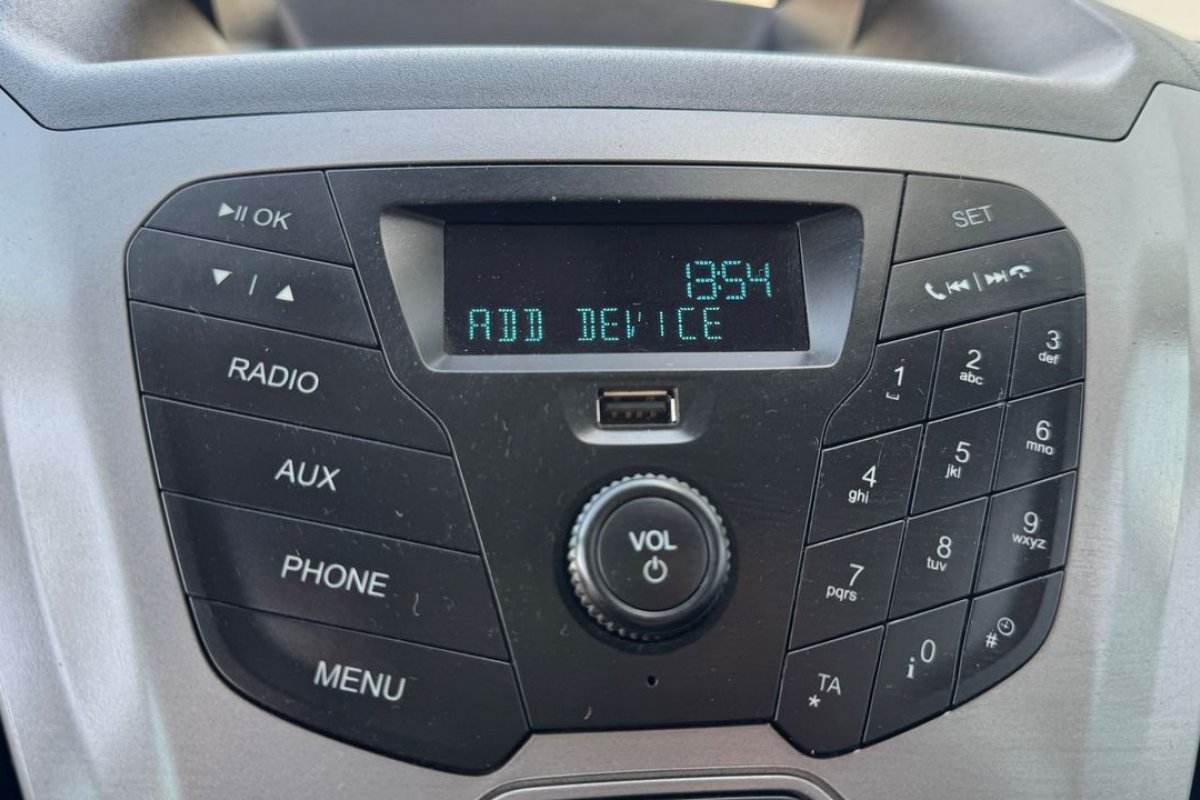 ▶II OK
▼ | ▲
RADIO
AUX
PHONE
MENU
13:54
ADD DEVICE
VOL
SET
1
2
abc
3
def
4
ghi
5
jkl
6
mno
7
pqrs
8
tuv
9
wxyz
TA
*
i 0
#